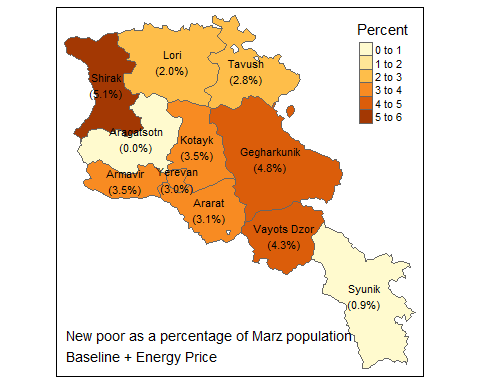 Percent
0 to 1
1 to 2
2 to 3
3 to 4
4 to 5
5 to 6
Lori
(2.0%)
Tavush
(2.8%)
Shirak
(5.1%)
Aragatsotn
(0.0%)
Kotayk
(3.5%)
Gegharkunik
(4.8%)
Armavir
(3.5%)
Yerevan
(3.0%)
Ararat
(3.1%)
Vayots Dzor
(4.3%)
Syunik
(0.9%)
New poor as a percentage of Marz population
Baseline + Energy Price